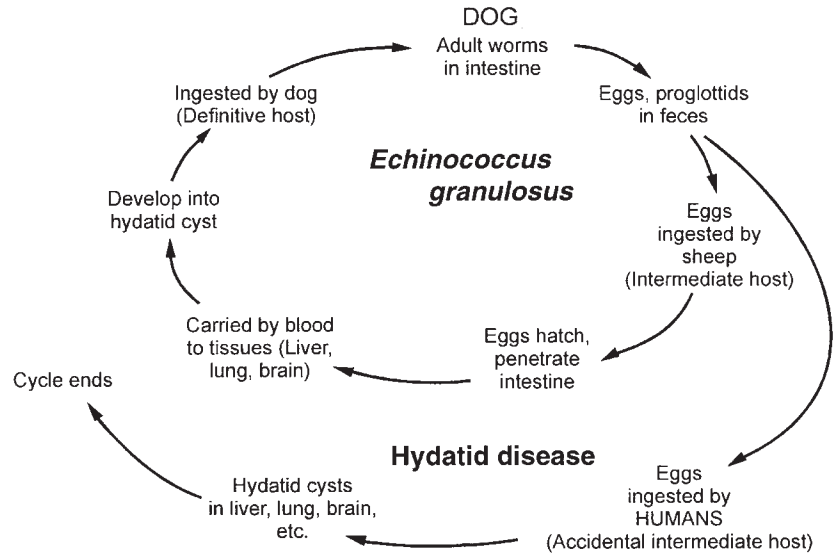 DOG
Adult worms
in intestine
Eggs, proglottids
in feces
Eggs
ingested by
sheep
(Intermediate host)
Eggs hatch,
penetrate
intestine
Carried by blood
to tissues (Liver,
lung, brain)
Develop into
hydatid cyst
Ingested by dog
(Definitive host)
Echinococcus
granulosus
Hydatid disease
Eggs
ingested by
HUMANS
(Accidental intermediate host)
Hydatid cysts
in liver, lung, brain,
etc.
Cycle ends